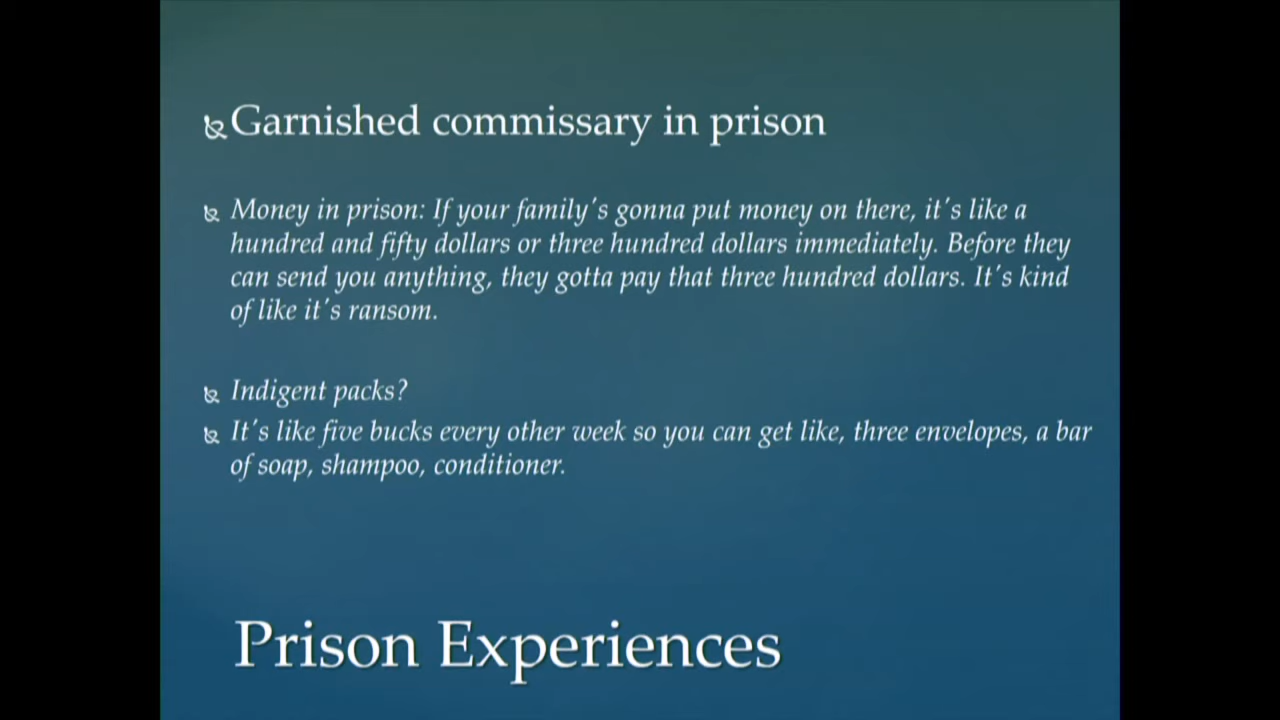 Garnished commissary in prison
Money in prison: If your family's gonna put money on there, it's like a
hundred and fifty dollars or three hundred dollars immediately. Before they
can send you anything, they gotta pay that three hundred dollars. It's kind
of like it's ransom.
Indigent packs?
It's like five bucks every other week so you can get like, three envelopes, a bar
of soap, shampoo, conditioner.
Prison Experiences